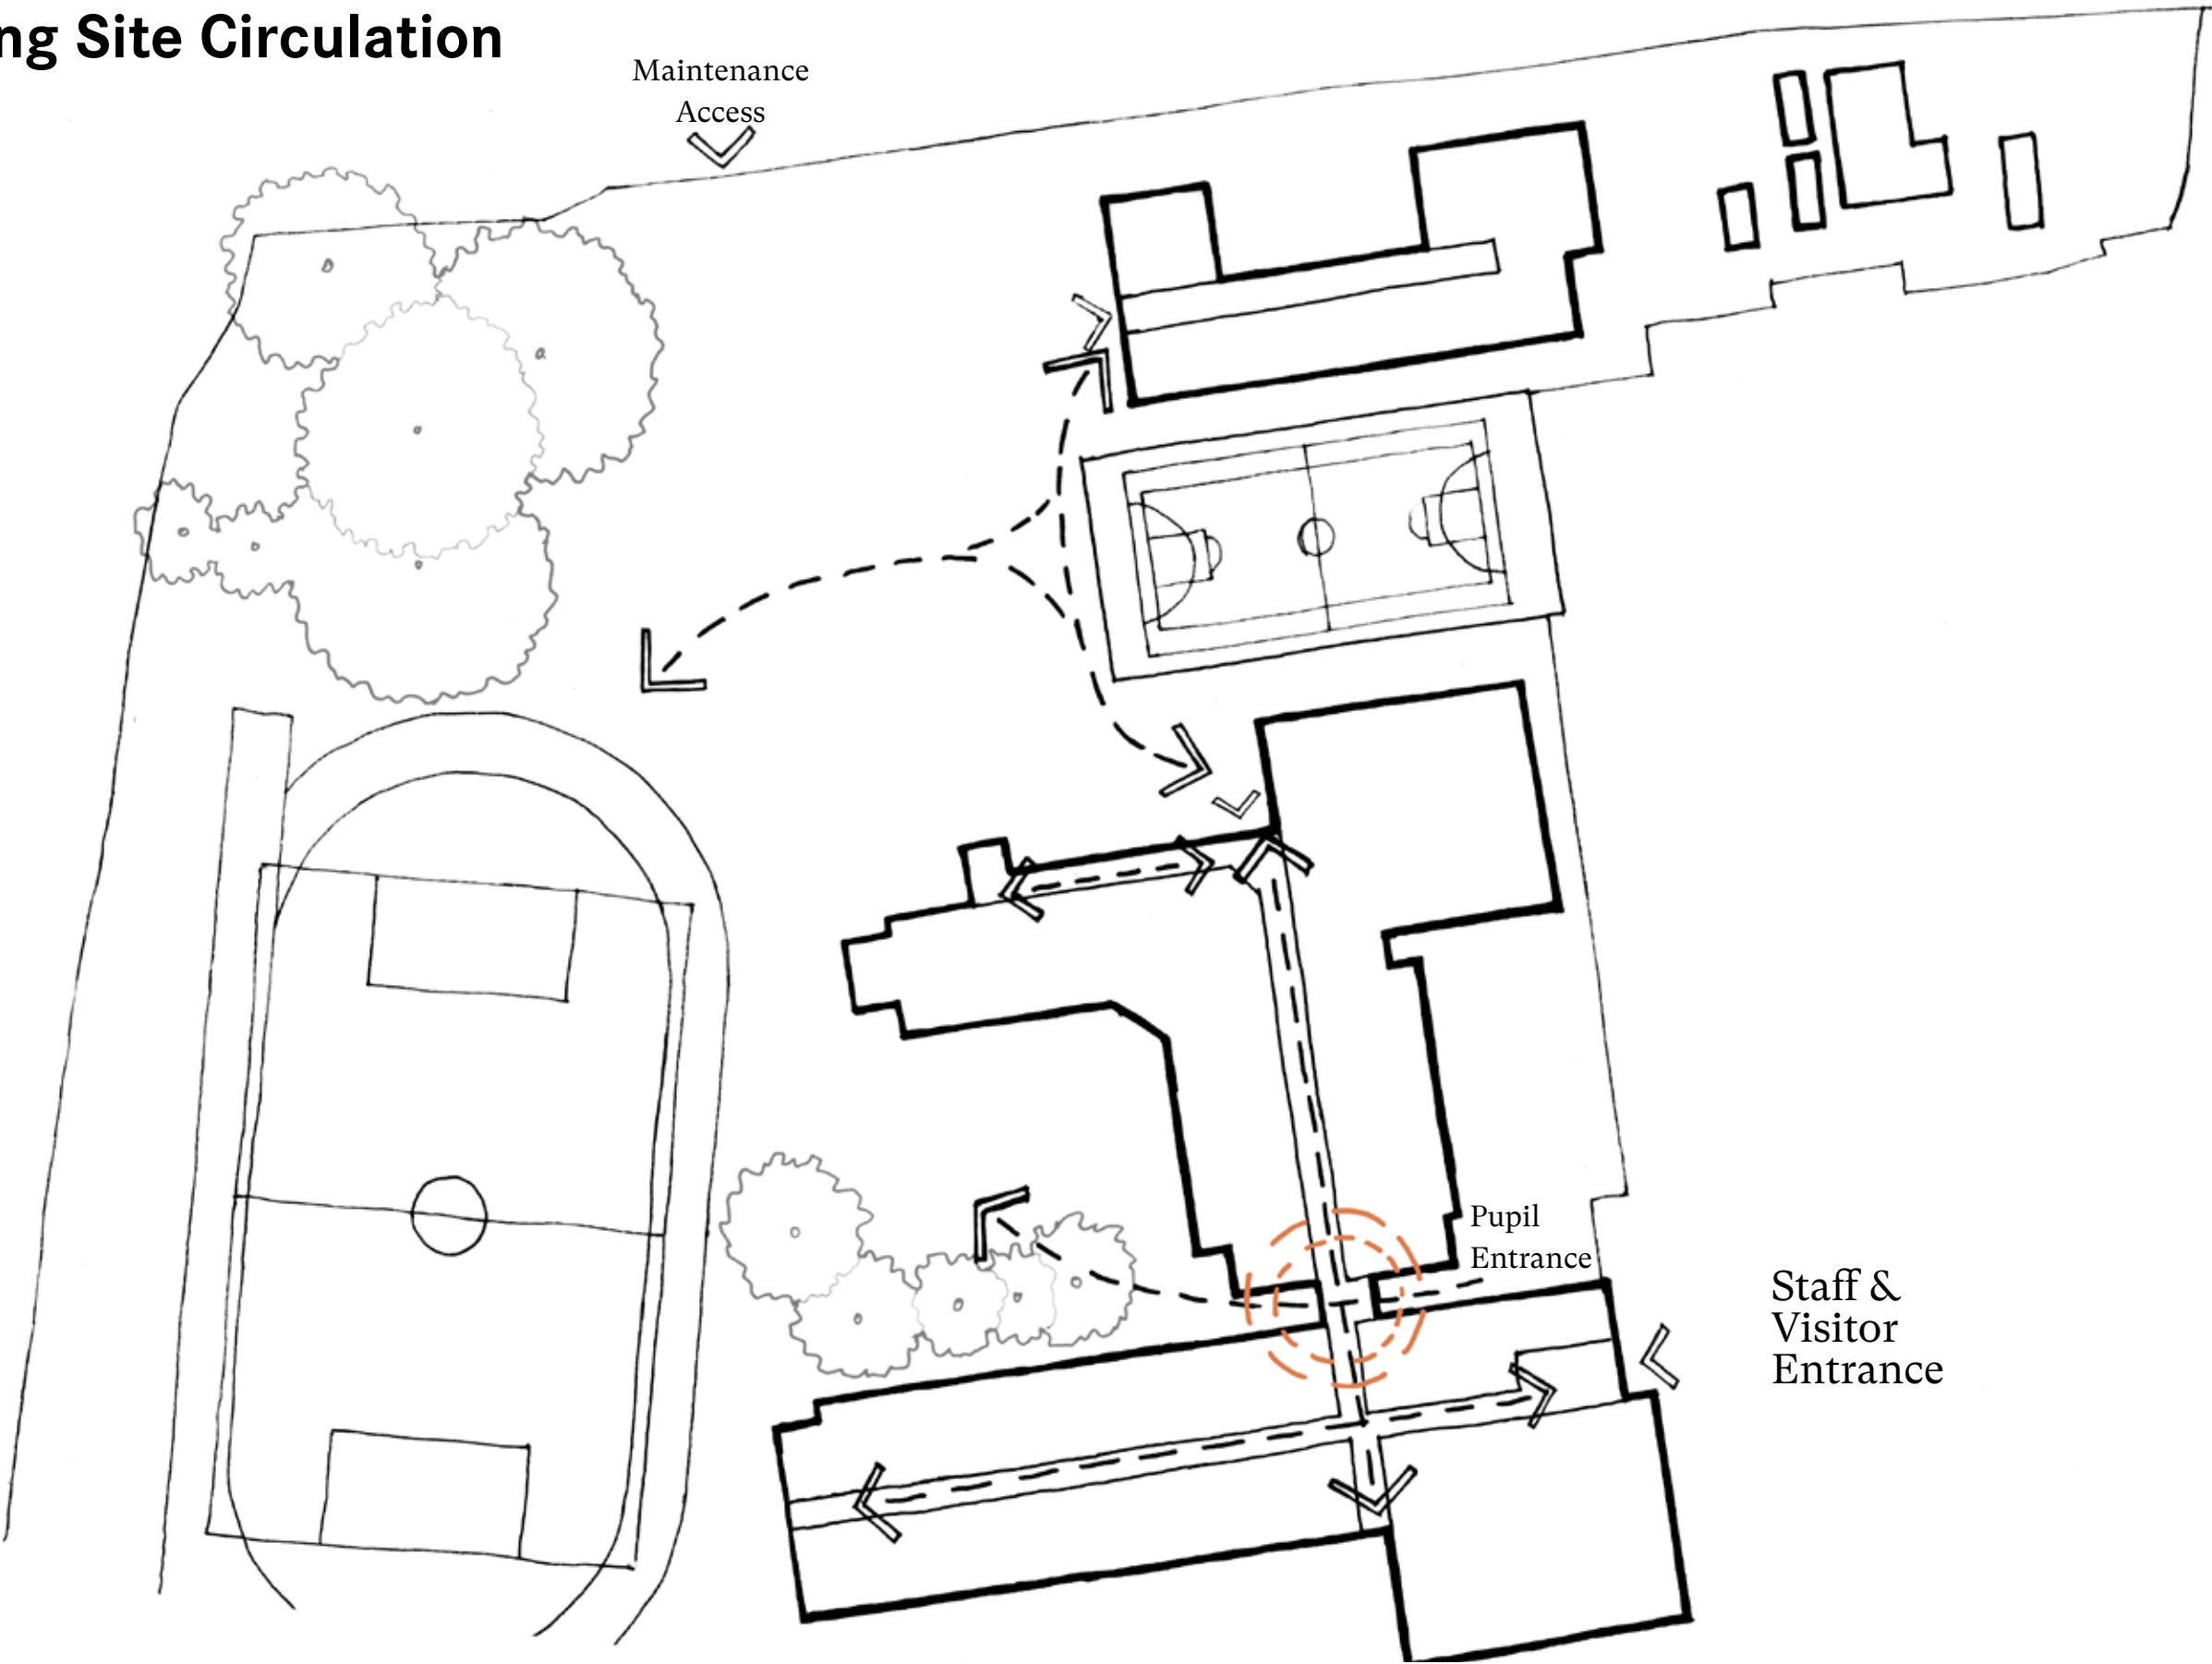 ng Site Circulation
Maintenance
Access
Pupil
Entrance
Staff &
Visitor
Entrance